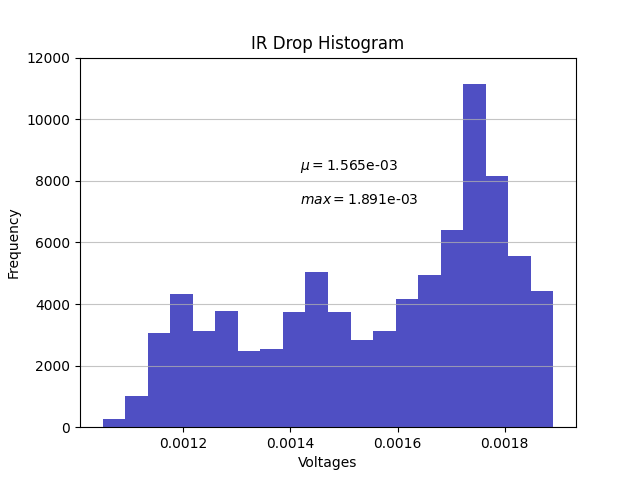 IR Drop Histogram
12000
10000
8000
6000
4000
2000
0
Frequency
μ = 1.565e-03
max = 1.891e-03
0.0012 0.0014 0.0016 0.0018
Voltages